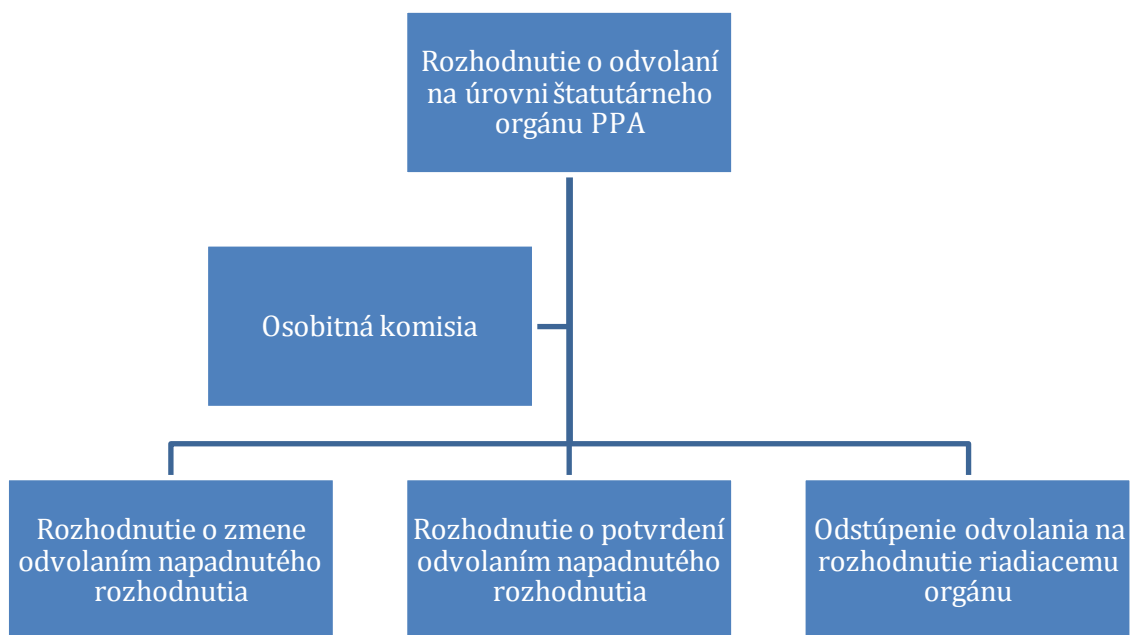 Rozhodnutie o odvolaní
na úrovni štatutárneho
orgánu PPA
Osobitná komisia
Rozhodnutie o zmene
odvolaním napadnutého
rozhodnutia
Rozhodnutie o potvrdení
odvolaním napadnutého
rozhodnutia
Odstúpenie odvolania na
rozhodnutie riadiacemu
orgánu